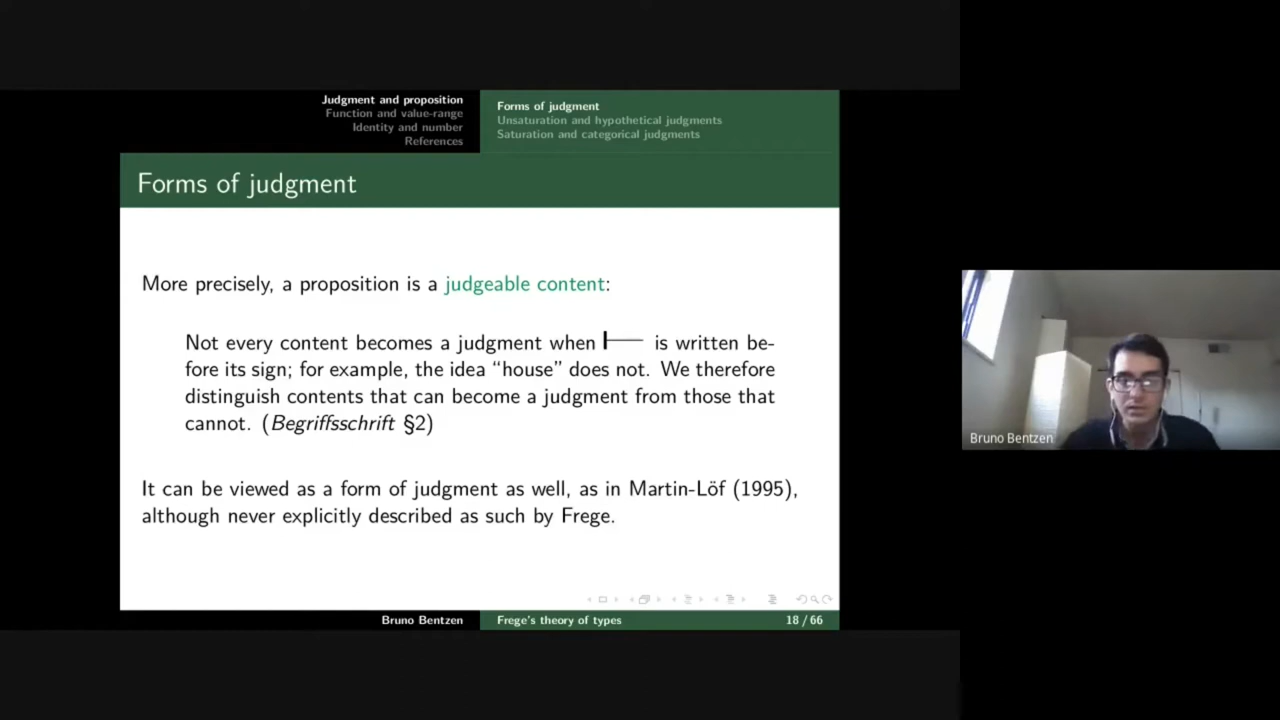 Judgment and proposition
Function and value-range
Identity and number
References
Forms of judgment
Unsaturation and hypothetical judgments
Saturation and categorical judgments
Forms of judgment
More precisely, a proposition is a judgeable content:
Not every content becomes a judgment when ⊢ is written be-
fore its sign; for example, the idea “house” does not. We therefore
distinguish contents that can become a judgment from those that
cannot. (Begriffsschrift §2)
It can be viewed as a form of judgment as well, as in Martin-Löf (1995),
although never explicitly described as such by Frege.
Bruno Bentzen
Frege's theory of types
18 / 66
Bruno Bentzen